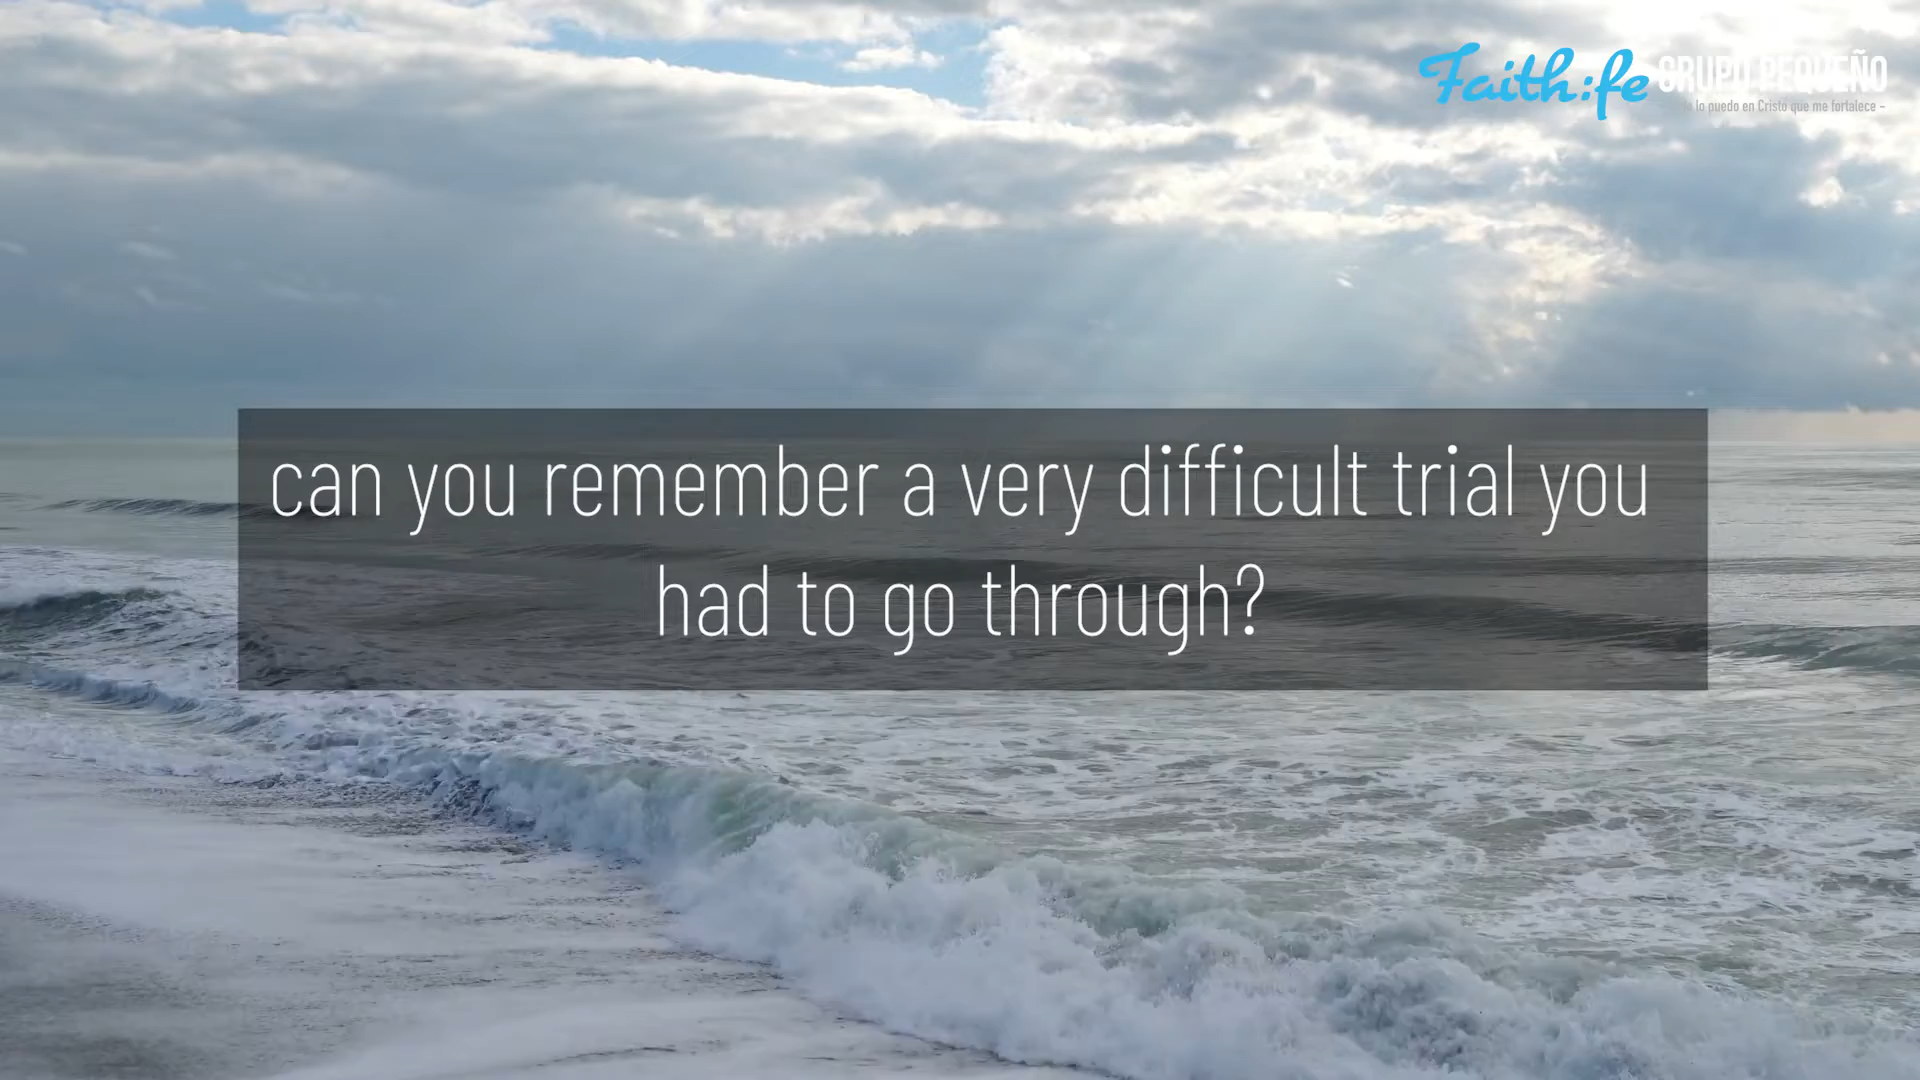 Faith:fe GRUPO PEQUEÑO
lo puedo en Cristo que me fortalece -
can you remember a very difficult trial you
had to go through?